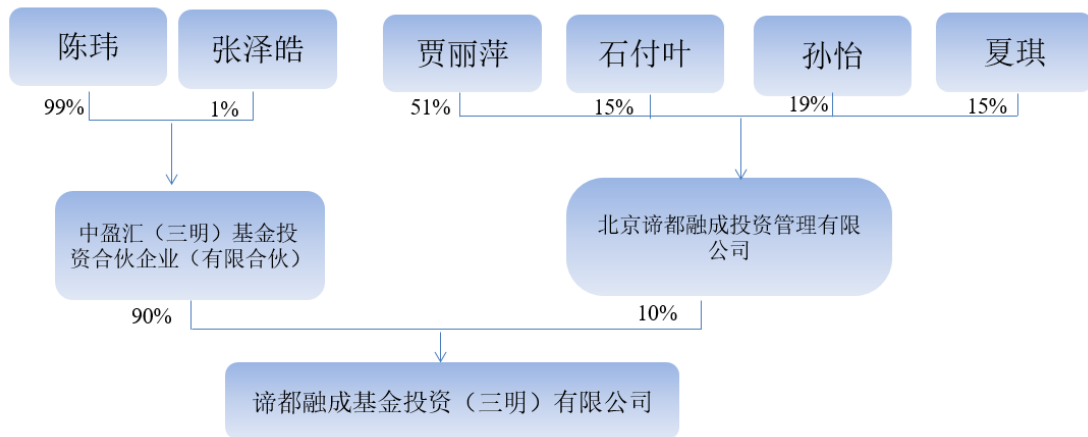 陈玮
张泽皓
贾丽萍
石付叶
孙怡
夏琪
99%
1%
51%
15%
19%
15%
中盈汇（三明）基金投
资合伙企业（有限合伙）
北京谛都融成投资管理有限
公司
90%
10%
谛都融成基金投资（三明）有限公司